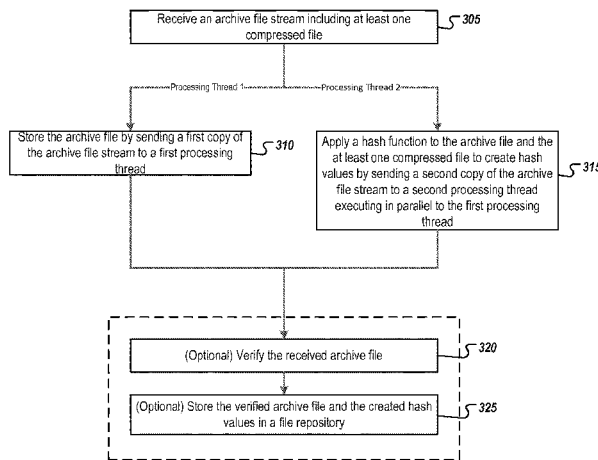 Receive an archive file stream including at least one
compressed file
305
Processing Thread 1
Processing Thread 2
Store the archive file by sending a first copy of
the archive file stream to a first processing
thread
310
Apply a hash function to the archive file and the
at least one compressed file to create hash
values by sending a second copy of the archive
file stream to a second processing thread
executing in parallel to the first processing
thread
315
(Optional) Verify the received archive file
320
(Optional) Store the verified archive file and the created hash
values in a file repository
325